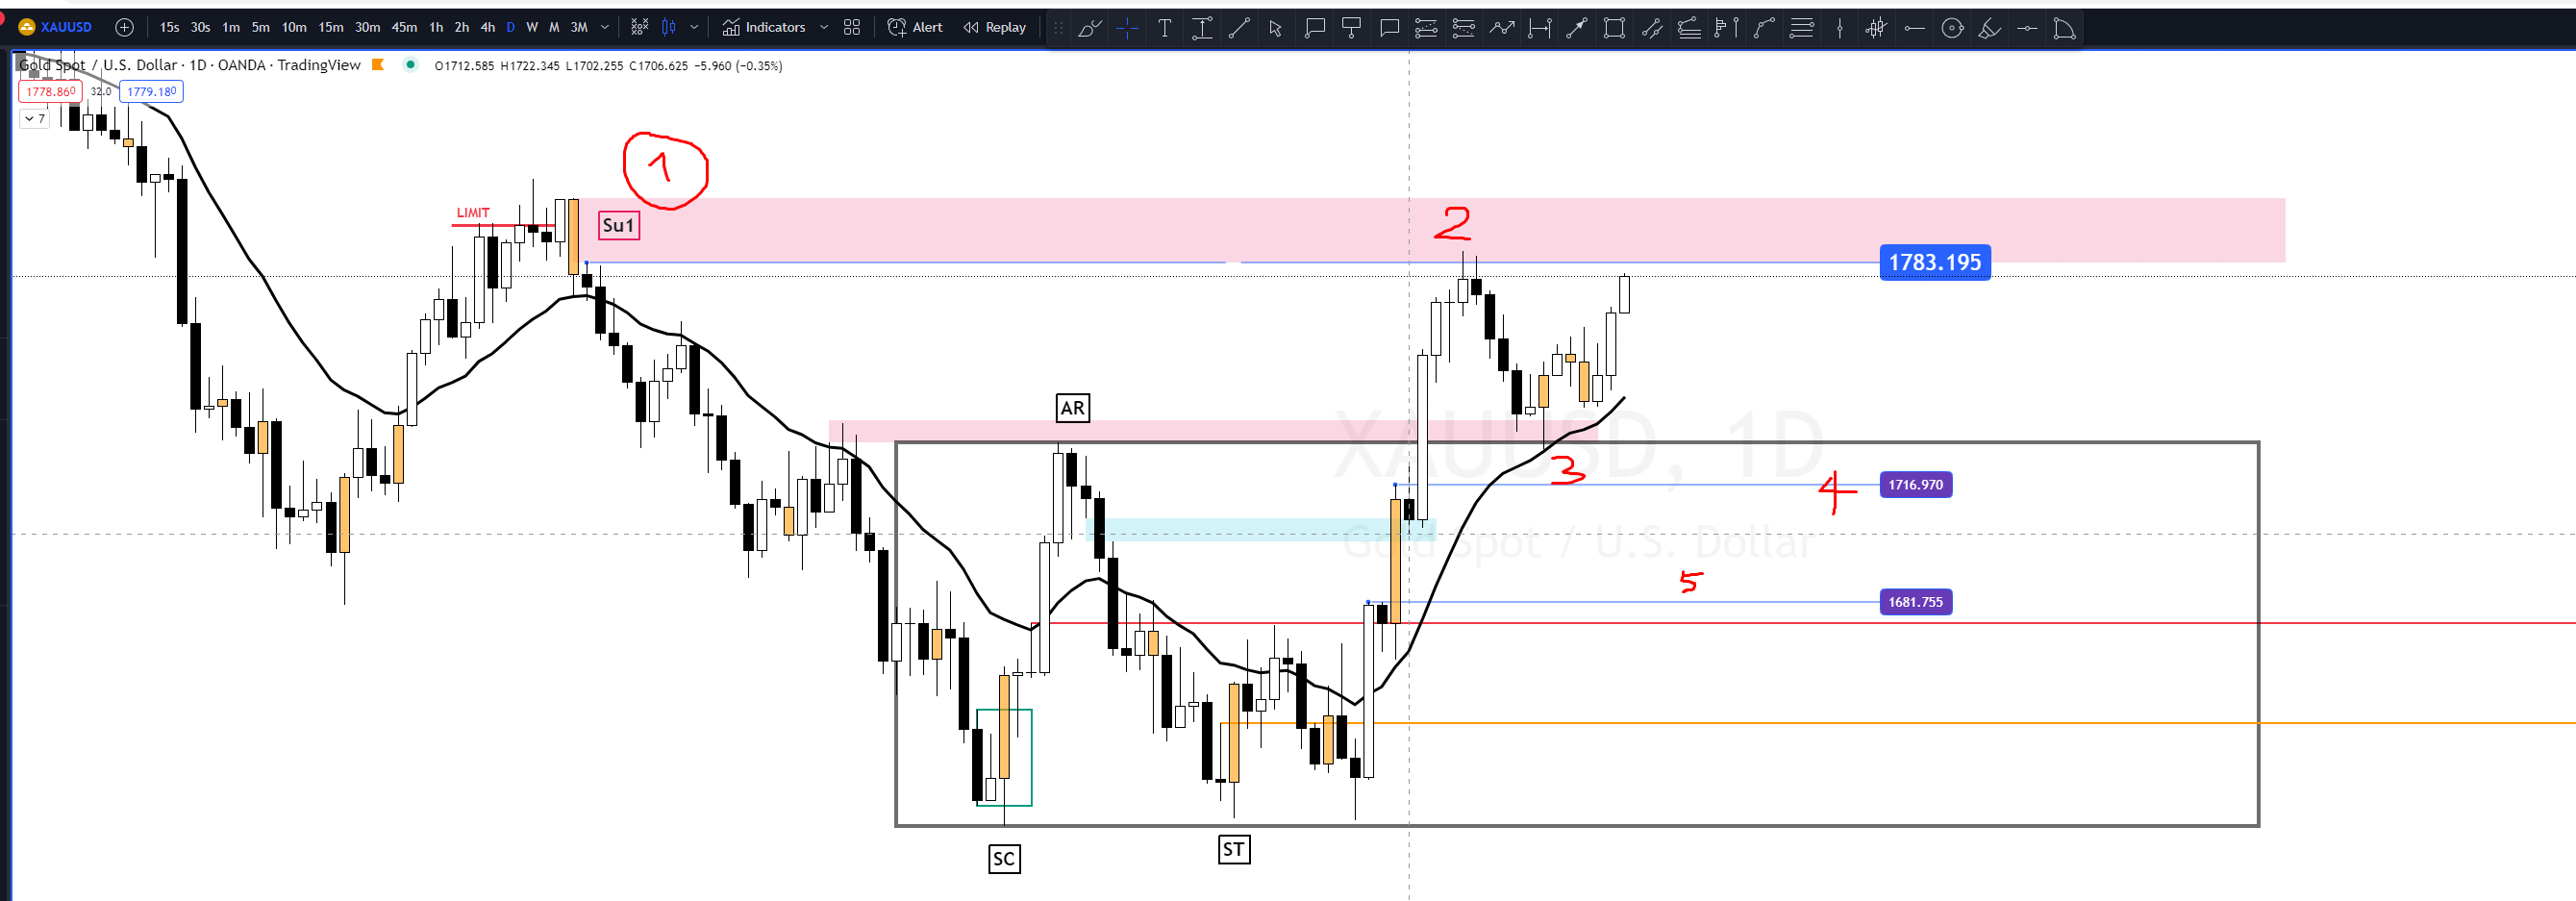 XAUUSD 15s 30s 1m 5m 10m 15m 30m 45m 1h 2h 4h D W M 3M Indicators Alert Replay
Gold Spot / U.S. Dollar · 1D · OANDA · TradingView O1712.585 H1722.345 L1702.255 C1706.625 −5.960 (−0.35%)
1778.860 32.0 1779.180
7
1
LIMIT
Su1
2
1783.195
AR
XAUUSD, 1D
3
4
1716.970
Gold Spot / U.S. Dollar
5
1681.755
ST
SC